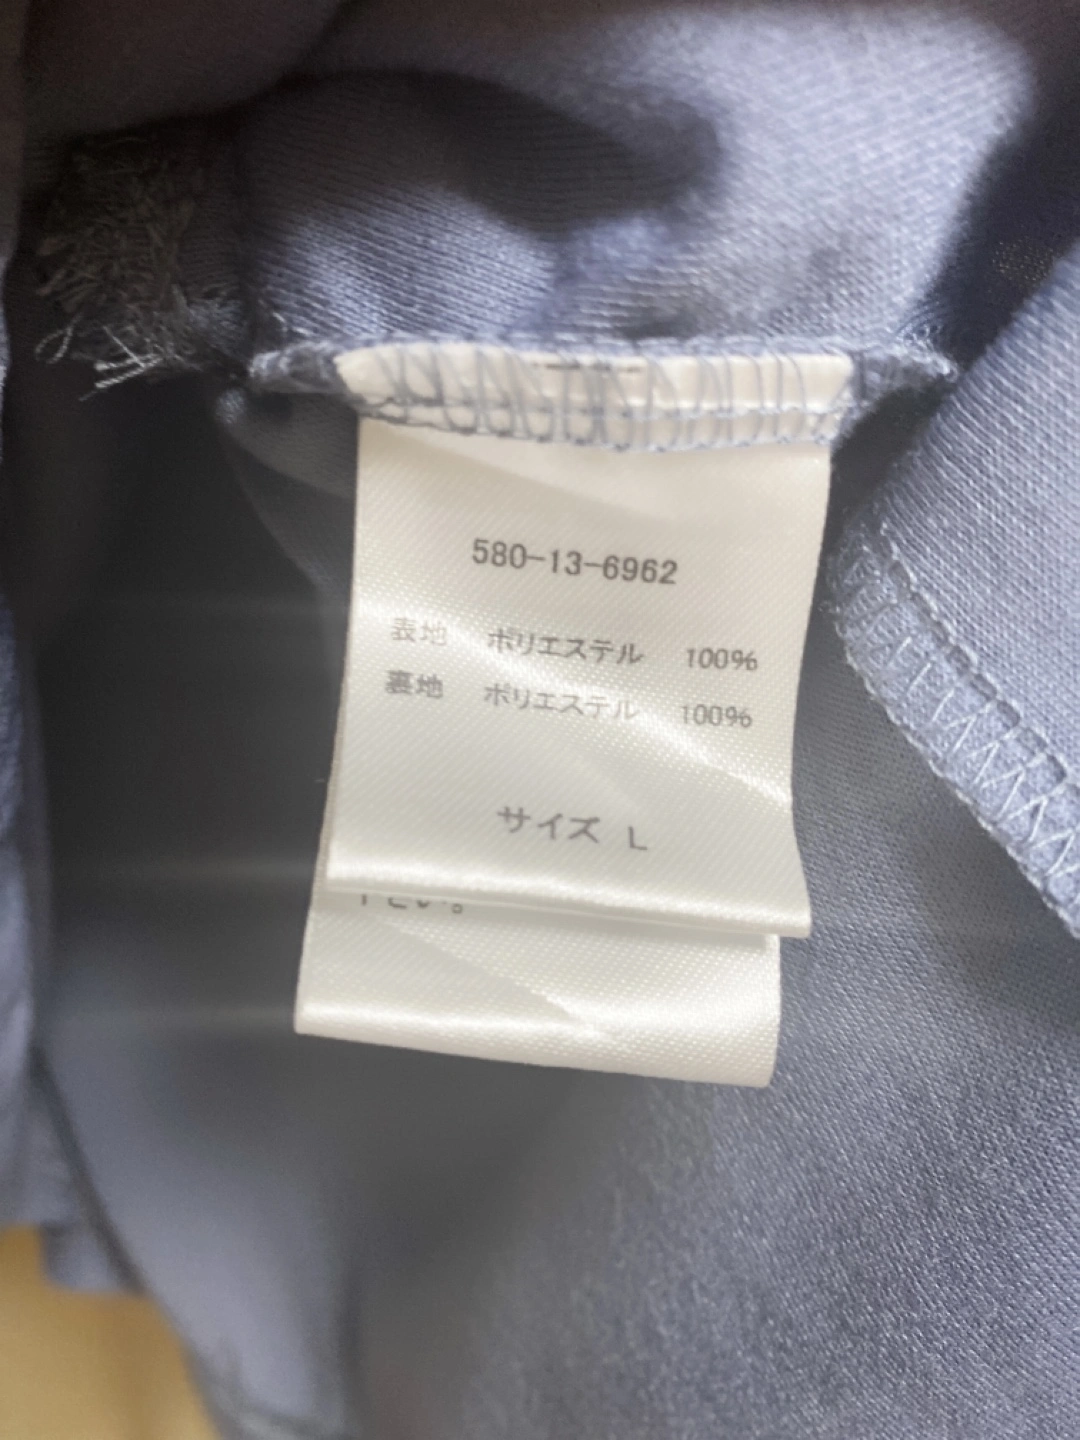 580-13-6962
表地 ポリエステル 100%
裏地 ポリエステル 100%
サイズ L